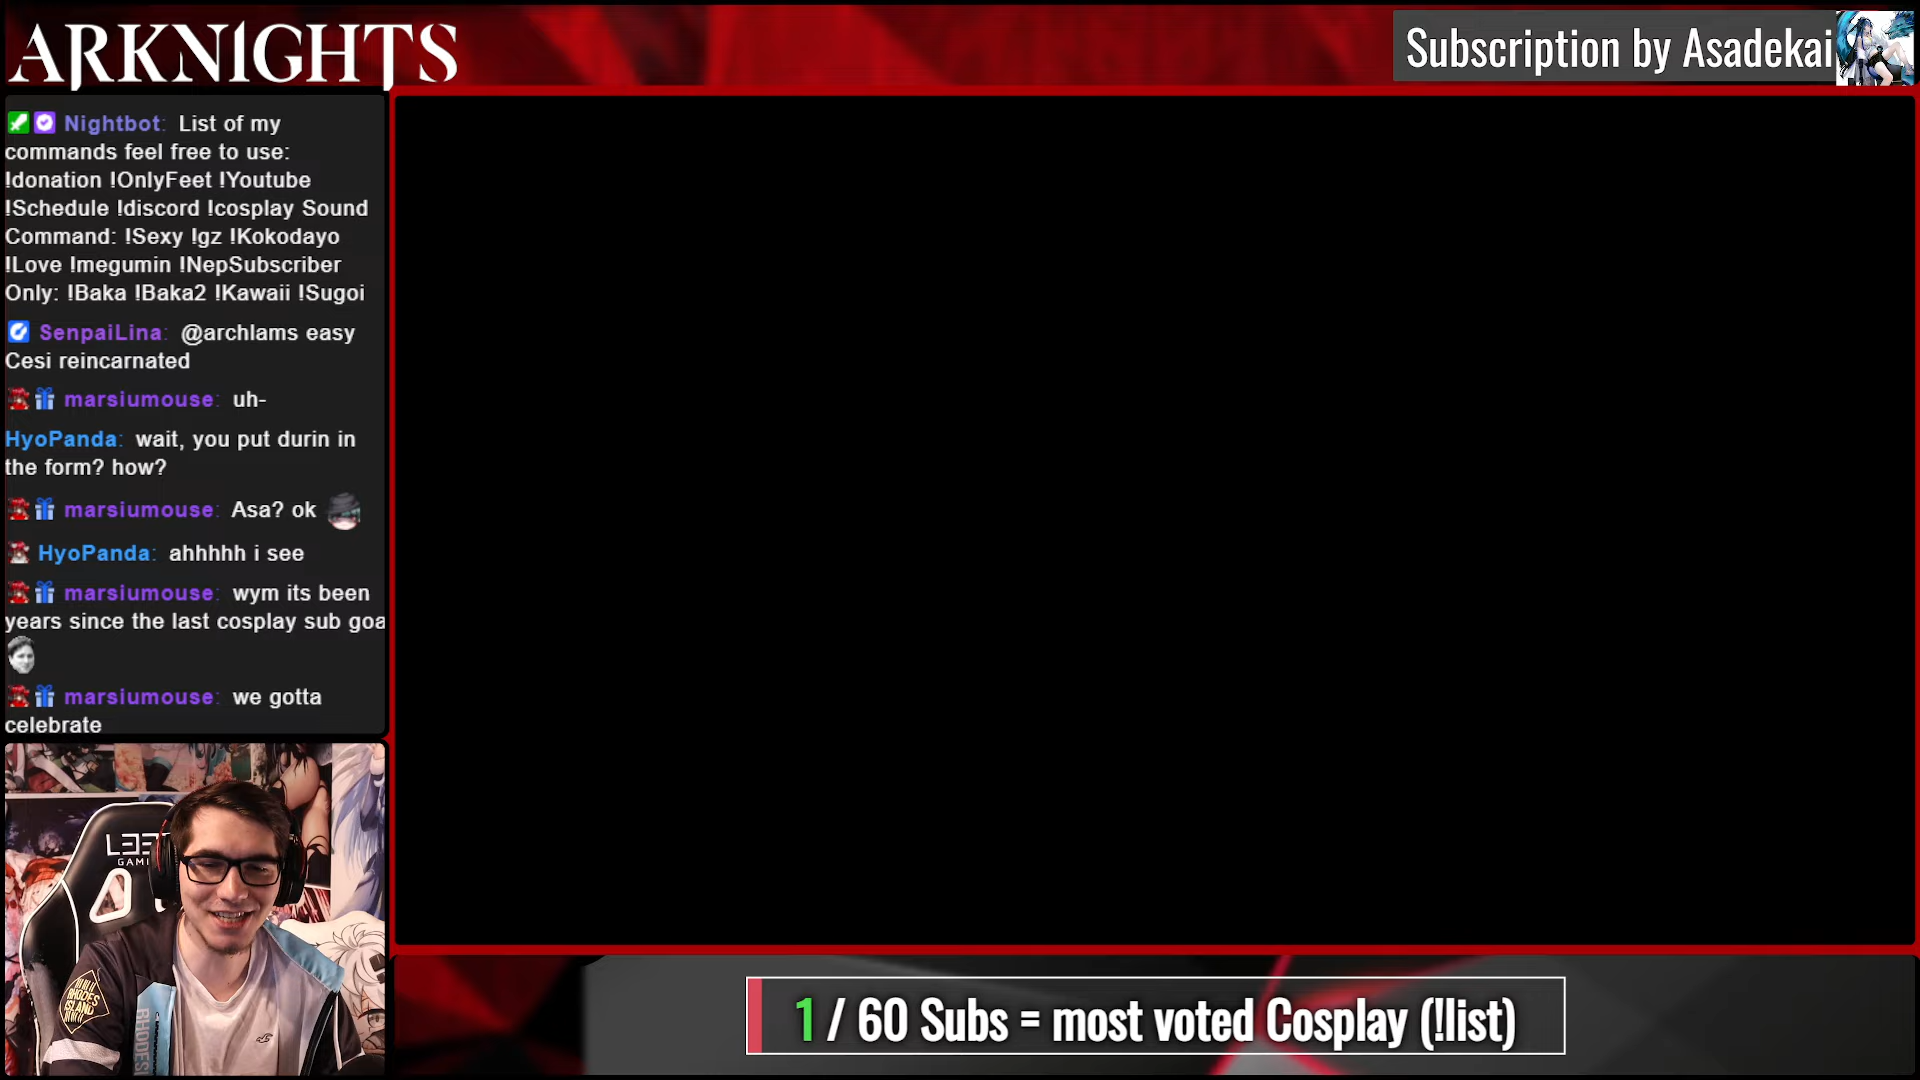 ARKNIGHTS
Subscription by Asadekai
Nightbot: List of my
commands feel free to use:
!donation !OnlyFeet !Youtube
!Schedule !discord !cosplay Sound
Command: !Sexy !gz !Kokodayo
!Love !megumin !NepSubscriber
Only: !Baka !Baka2 !Kawaii !Sugoi
SenpaiLina: @archlams easy
Cesi reincarnated
marsiumouse: uh-
HyoPanda: wait, you put durin in
the form? how?
marsiumouse: Asa? ok
HyoPanda: ahhhhh i see
marsiumouse: wym its been
years since the last cosplay sub goa
marsiumouse: we gotta
celebrate
GAMI
RHODES
ISLAND
1 / 60 Subs = most voted Cosplay (!list)